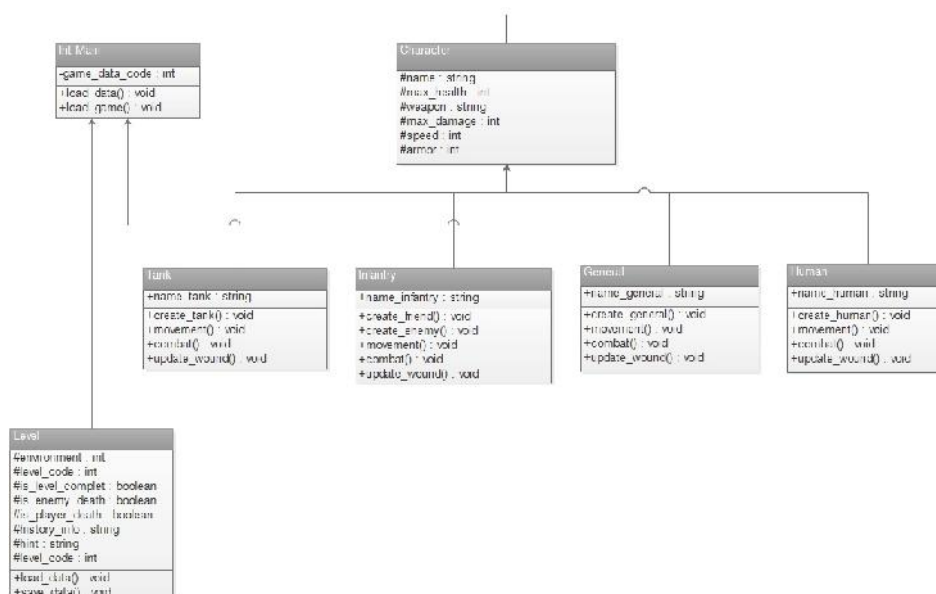 Int Main
-game_data_code : int
+load_data() : void
+load_game() : void
Character
#name : string
#max_health : int
#weapon : string
#max_damage : int
#speed : int
#armor : int
Tank
+name_tank : string
+create_tank() : void
+movement() : void
+combat() : void
+update_wound() : void
Infantry
+name_infantry : string
+create_friend() : void
+create_enemy() : void
+movement() : void
+combat() : void
+update_wound() : void
General
+name_general : string
+create_general() : void
+movement() : void
+combat() : void
+update_wound() : void
Human
+name_human : string
+create_human() : void
+movement() : void
+combat() : void
+update_wound() : void
Level
#environment : int
#level_code : int
#is_level_complet : boolean
#is_enemy_death : boolean
#is_player_death : boolean
#history_info : string
#hint : string
#level_code : int
+load_data() : void
+save_data() : void